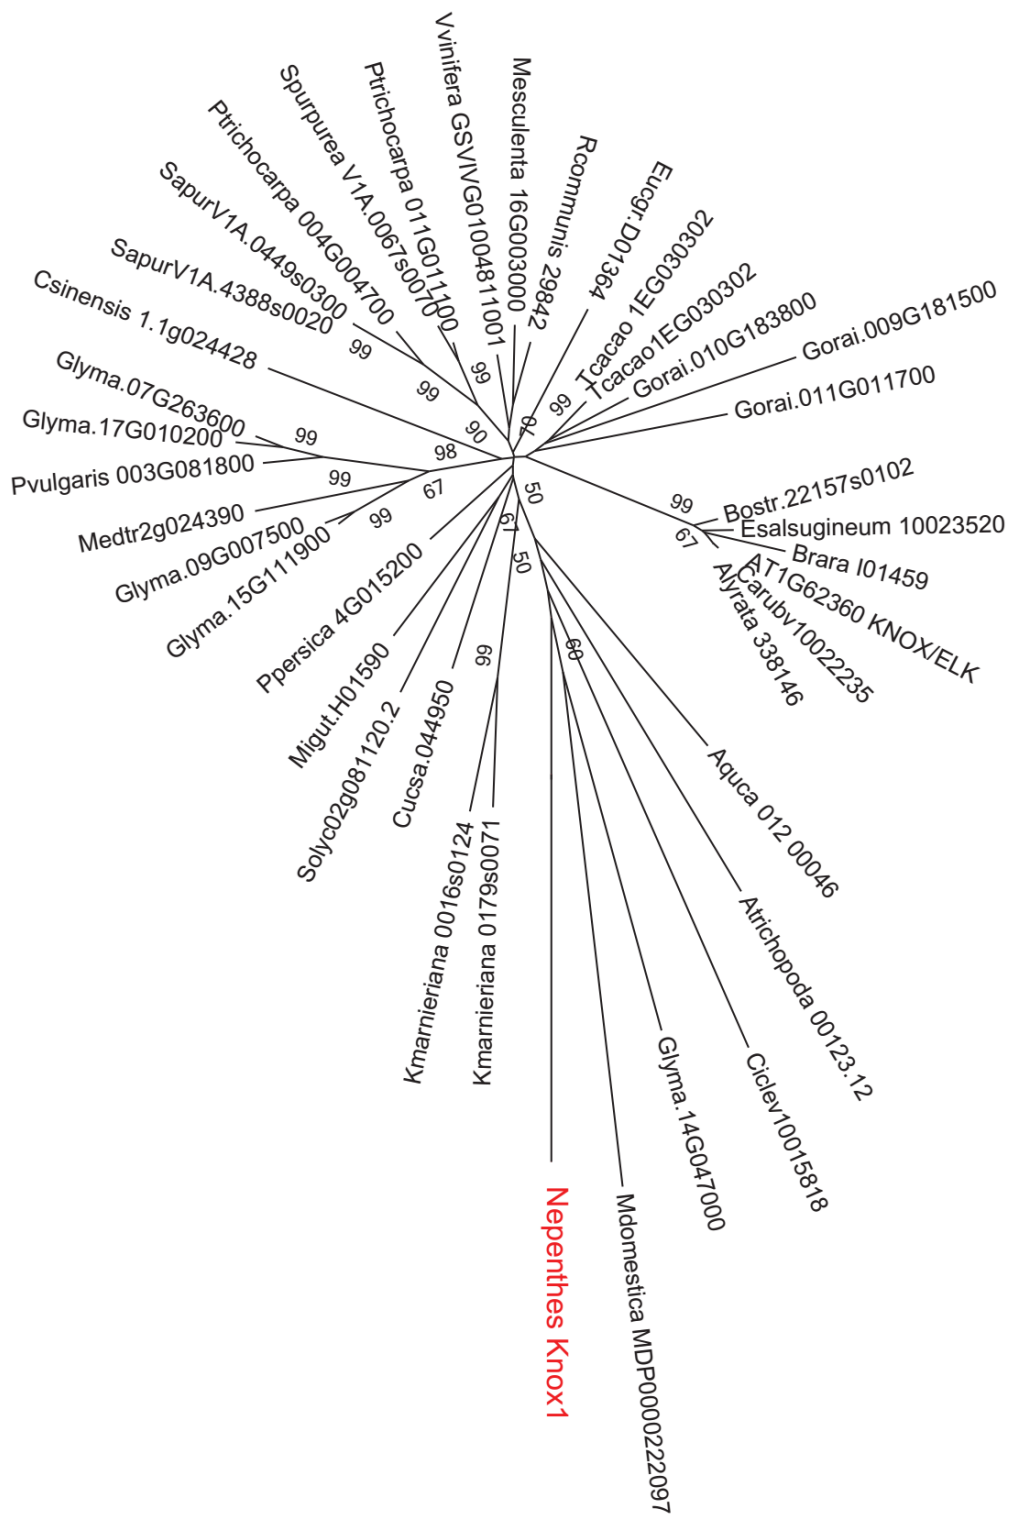 Vvinifera GSVIVG01004811001
Mesculenta 16G003000
Rcommunis 29842
Eucgr.D01364
Tcacao 1EG030302
Tcacao1EG030302
Gorai.010G183800
Gorai.009G181500
Gorai.011G011700
Bostr.22157s0102
Esalsugineum 10023520
Brara I01459
AT1G62360 KNOX/ELK
Carubv10022235
Alyrata 338146
Aquca 012 00046
Atrichopoda 00123.12
Ciclev10015818
Glyma.14G047000
Mdomestica MDP0000222097
Nepenthes Knox1
Kmarnieriana 0179s0071
Kmarnieriana 0016s0124
Cucsa.044950
Solyc02g081120.2
Migut.H01590
Ppersica 4G015200
Glyma.15G111900
Glyma.09G007500
Medtr2g024390
Pvulgaris 003G081800
Glyma.17G010200
Glyma.07G263600
Csinensis 1.1g024428
SapurV1A.4388s0020
SapurV1A.0449s0300
Ptrichocarpa 004G004700
Spurpurea V1A.0067s0070
Ptrichocarpa 011G011100
99
99
99
90
70
99
98
99
99
67
99
50
67
50
99
60
99
67